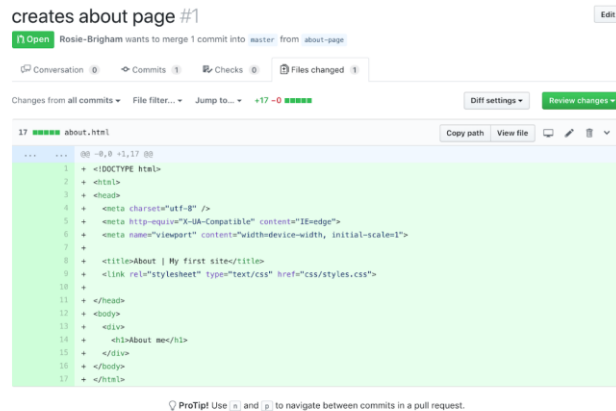 creates about page #1
Edit
Open Rosie-Brigham wants to merge 1 commit into master from about-page
Conversation 0 Commits 1 Checks 0 Files changed 1
Changes from all commits File filter... Jump to... +17 −0
Diff settings Review changes
17 about.html Copy path View file
... ... @@ -0,0 +1,17 @@
1 + <!DOCTYPE html>
2 + <html>
3 + <head>
4 + <meta charset="utf-8" />
5 + <meta http-equiv="X-UA-Compatible" content="IE=edge">
6 + <meta name="viewport" content="width=device-width, initial-scale=1">
7 +
8 + <title>About | My first site</title>
9 + <link rel="stylesheet" type="text/css" href="css/styles.css">
10 +
11 + </head>
12 + <body>
13 + <div>
14 + <h1>About me</h1>
15 + </div>
16 + </body>
17 + </html>
ProTip! Use n and p to navigate between commits in a pull request.